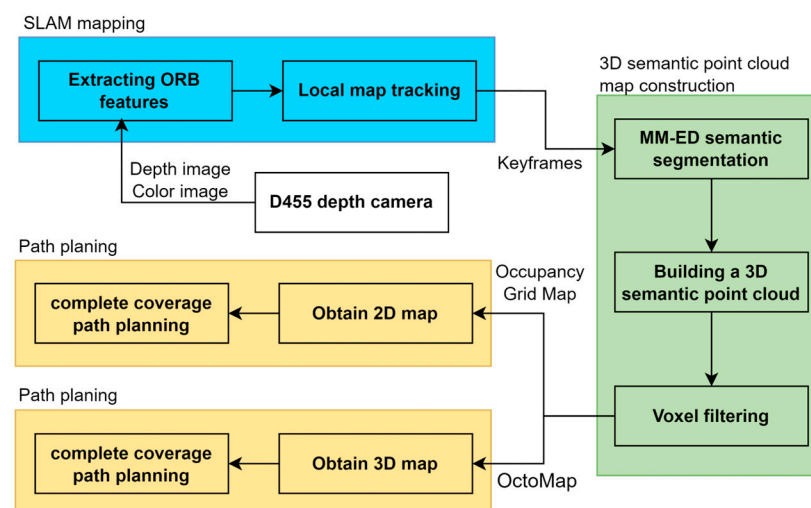 SLAM mapping
Extracting ORB
features
Local map tracking
3D semantic point cloud
map construction
MM-ED semantic
segmentation
Keyframes
Depth image
Color image
D455 depth camera
Building a 3D
semantic point cloud
Voxel filtering
Path planing
complete coverage
path planning
Obtain 2D map
Occupancy
Grid Map
Path planing
complete coverage
path planning
Obtain 3D map
OctoMap